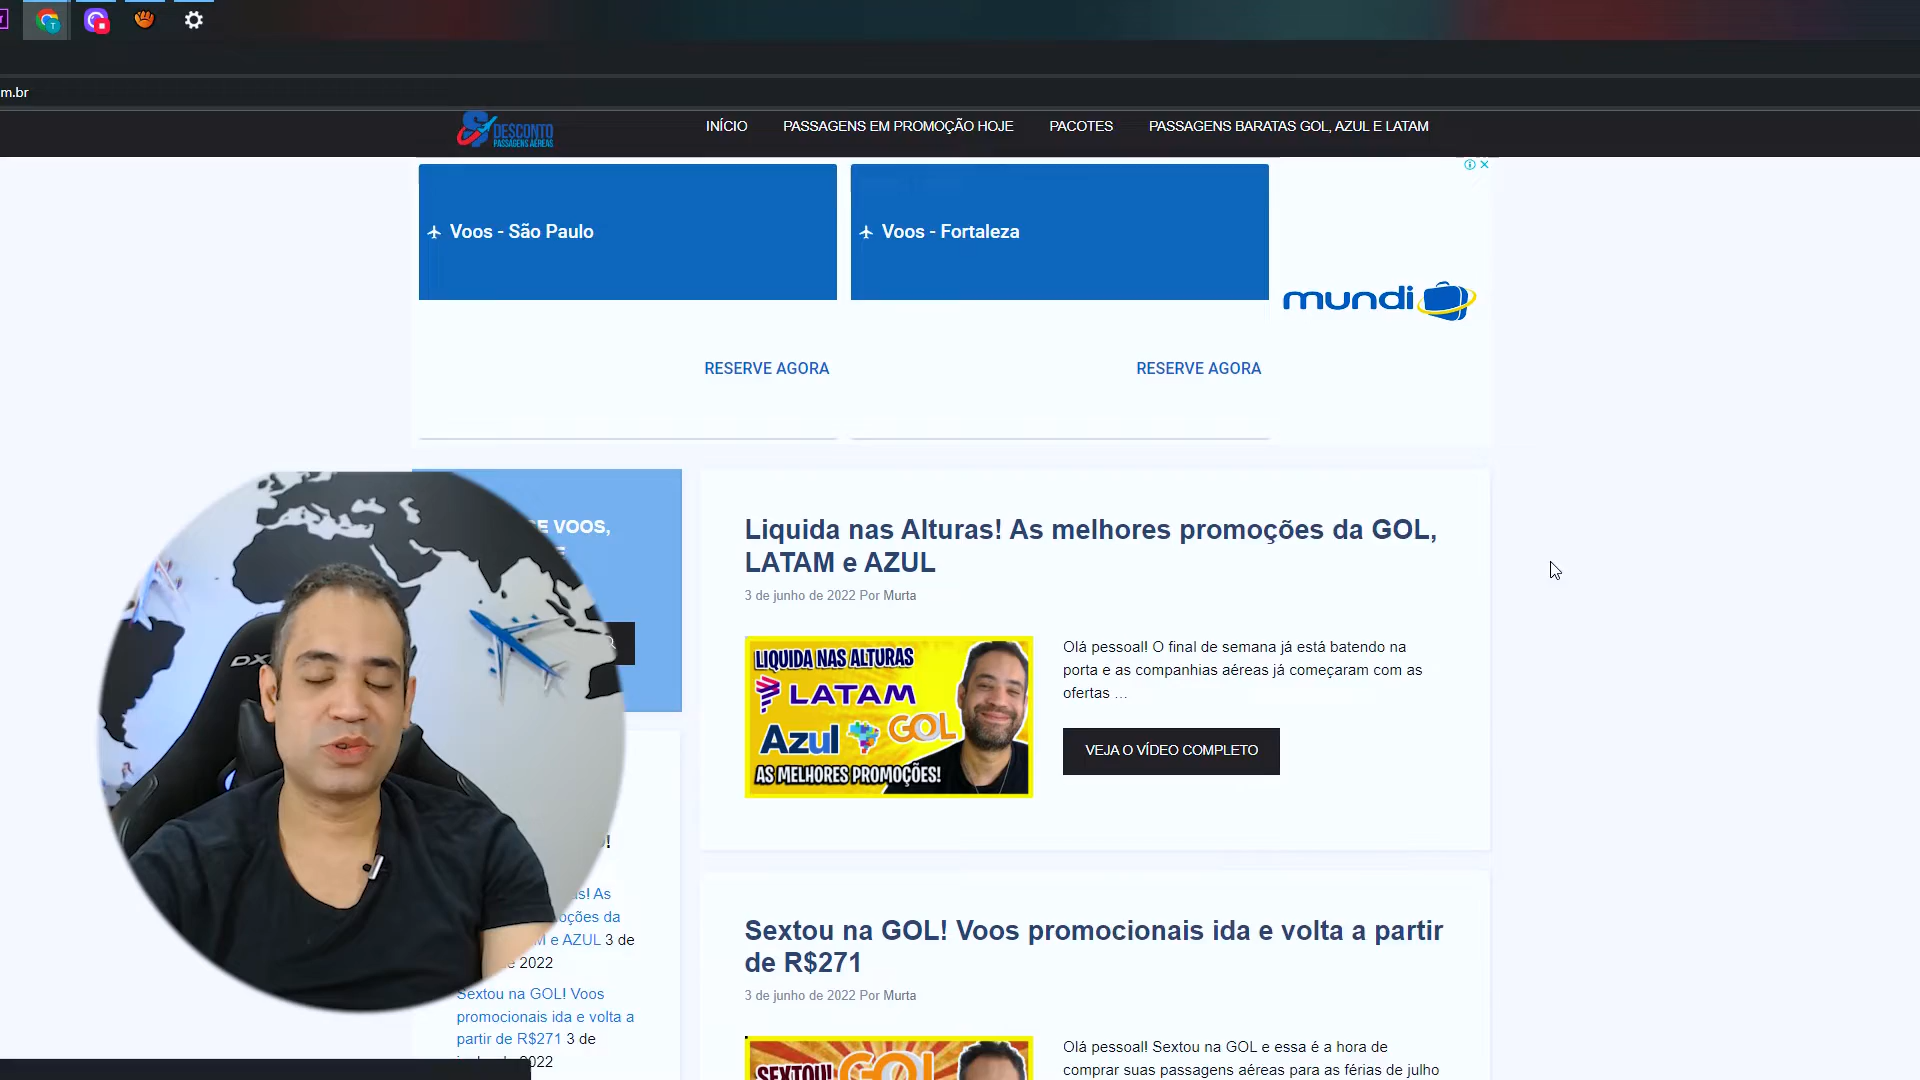 m.br
DESCONTO
PASSAGENS AÉREAS
INÍCIO
PASSAGENS EM PROMOÇÃO HOJE
PACOTES
PASSAGENS BARATAS GOL, AZUL E LATAM
Voos - São Paulo
Voos - Fortaleza
mundi
RESERVE AGORA
RESERVE AGORA
VOOS,
Liquida nas Alturas! As melhores promoções da GOL,
LATAM e AZUL
3 de junho de 2022 Por Murta
LIQUIDA NAS ALTURAS
LATAM
Azul
GOL
AS MELHORES PROMOÇÕES!
Olá pessoal! O final de semana já está batendo na
porta e as companhias aéreas já começaram com as
ofertas ...
VEJA O VÍDEO COMPLETO
DX
! As
da
e AZUL 3 de
2022
Sextou na GOL! Voos
promocionais ida e volta a
partir de R$271 3 de
2022
Sextou na GOL! Voos promocionais ida e volta a partir
de R$271
3 de junho de 2022 Por Murta
SEXTOU!
GOL
Olá pessoal! Sextou na GOL e essa é a hora de
comprar suas passagens aéreas para as férias de julho